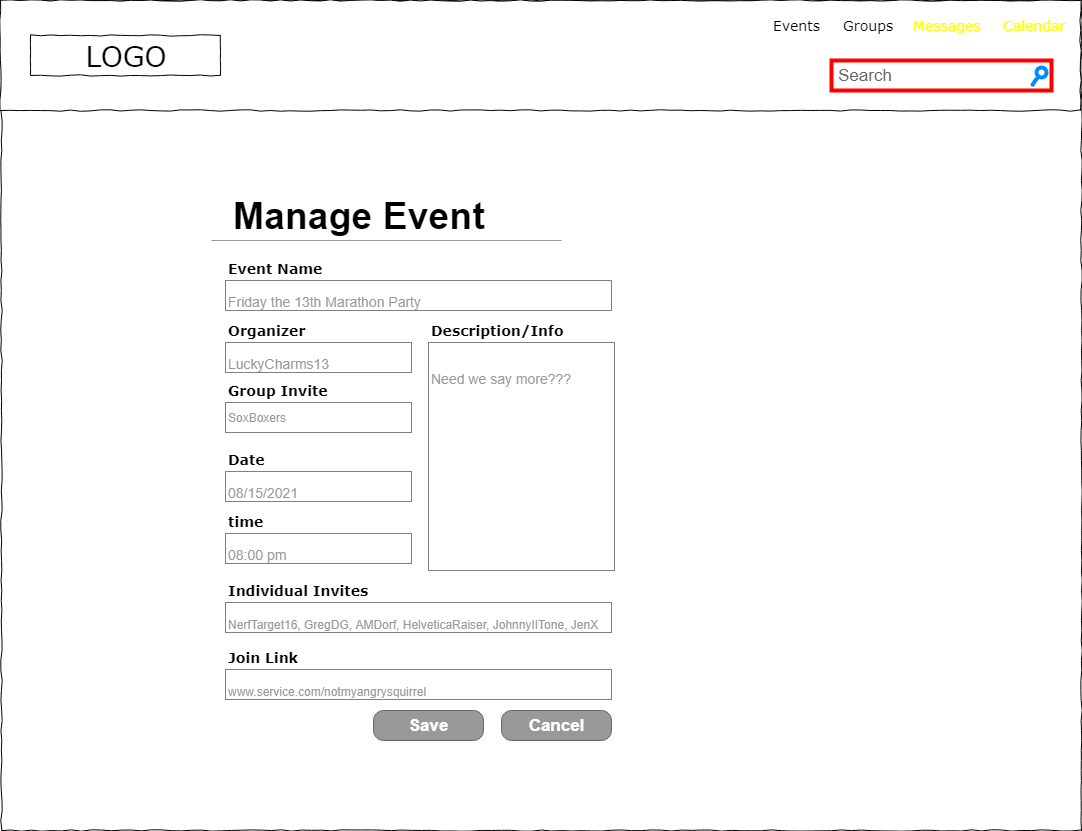 Events Groups Messages Calendar
LOGO
Search
Manage Event
Event Name
Friday the 13th Marathon Party
Organizer
LuckyCharms13
Group Invite
SoxBoxers
Date
08/15/2021
time
08:00 pm
Description/Info
Need we say more???
Individual Invites
NerfTarget16, GregDG, AMDorf, HelveticaRaiser, JohnnyIITone, JenX
Join Link
www.service.com/notmyangrysquirrel
Save Cancel